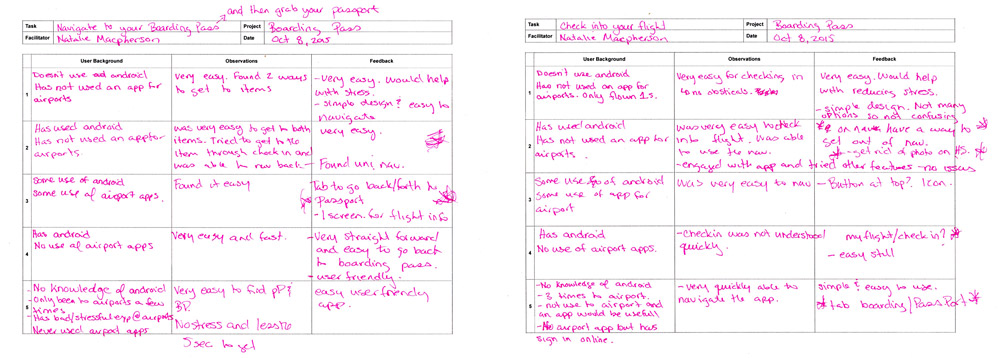 and then grab your passport
Task
Navigate to your Boarding Pass
Project
Boarding Pass
Facilitator
Natalie Macpherson
Date
Oct 8, 2015
User Background
Observations
Feedback
1
Doesn't use android
Has not used an app for
airports
Very easy. Found 2 ways
to get to items
- Very easy. Would help
with stress.
- simple design? easy to
navigate
2
Has used android
Has not used an app for
airports
was very easy to get to both
items. Tried to get to
item through check in and
was able to back.
very easy.
- Found uni. nav.
3
Some use of android
Some use of airport apps.
Found it easy
Tab to go back/forth to
Passport
- 1 screen for flight info
4
Has android
No use of airport apps
Very easy and fast.
- Very straight forward
and easy to go back
to boarding pass.
- user friendly.
5
- No knowledge of android
- Only been to airports a few
times
- Has bad/stressful exp @ airports
Never used airport apps
Very easy to find PP &
BP.
No stress and
5 sec to get
easy user friendly
app.
Task
Check into your flight
Project
Boarding Pass
Facilitator
Natalie Macpherson
Date
Oct 8, 2015
User Background
Observations
Feedback
1
Doesn't use android
Has not used an app for
airports. Only flown 1s.
Very easy for checking in
no obsticals.
Very easy. Would help
with reducing stress.
- simple design. Not many
options so not confusing
2
Has used android
Has not used an app for
airports.
Was very easy to check
into flight. Was able
to use the nav.
- engaged with app and tried other features - no issues
on nav have a way to
get out of nav.
- get rid of photo on HS.
3
Some use of android
some use of app for
airport
Was very easy to nav
- Button at top? Icon.
4
Has android
No use of airport apps.
- Checkin was not understood
quickly.
my flight/check in?
- easy still
5
- No knowledge of android
- 3 times to airport.
- not use to airport and
an app would be usefull
- No airport app but has
sign in online.
- very quickly able to
navigate the app.
simple & easy to use.
tab boarding/PassPort